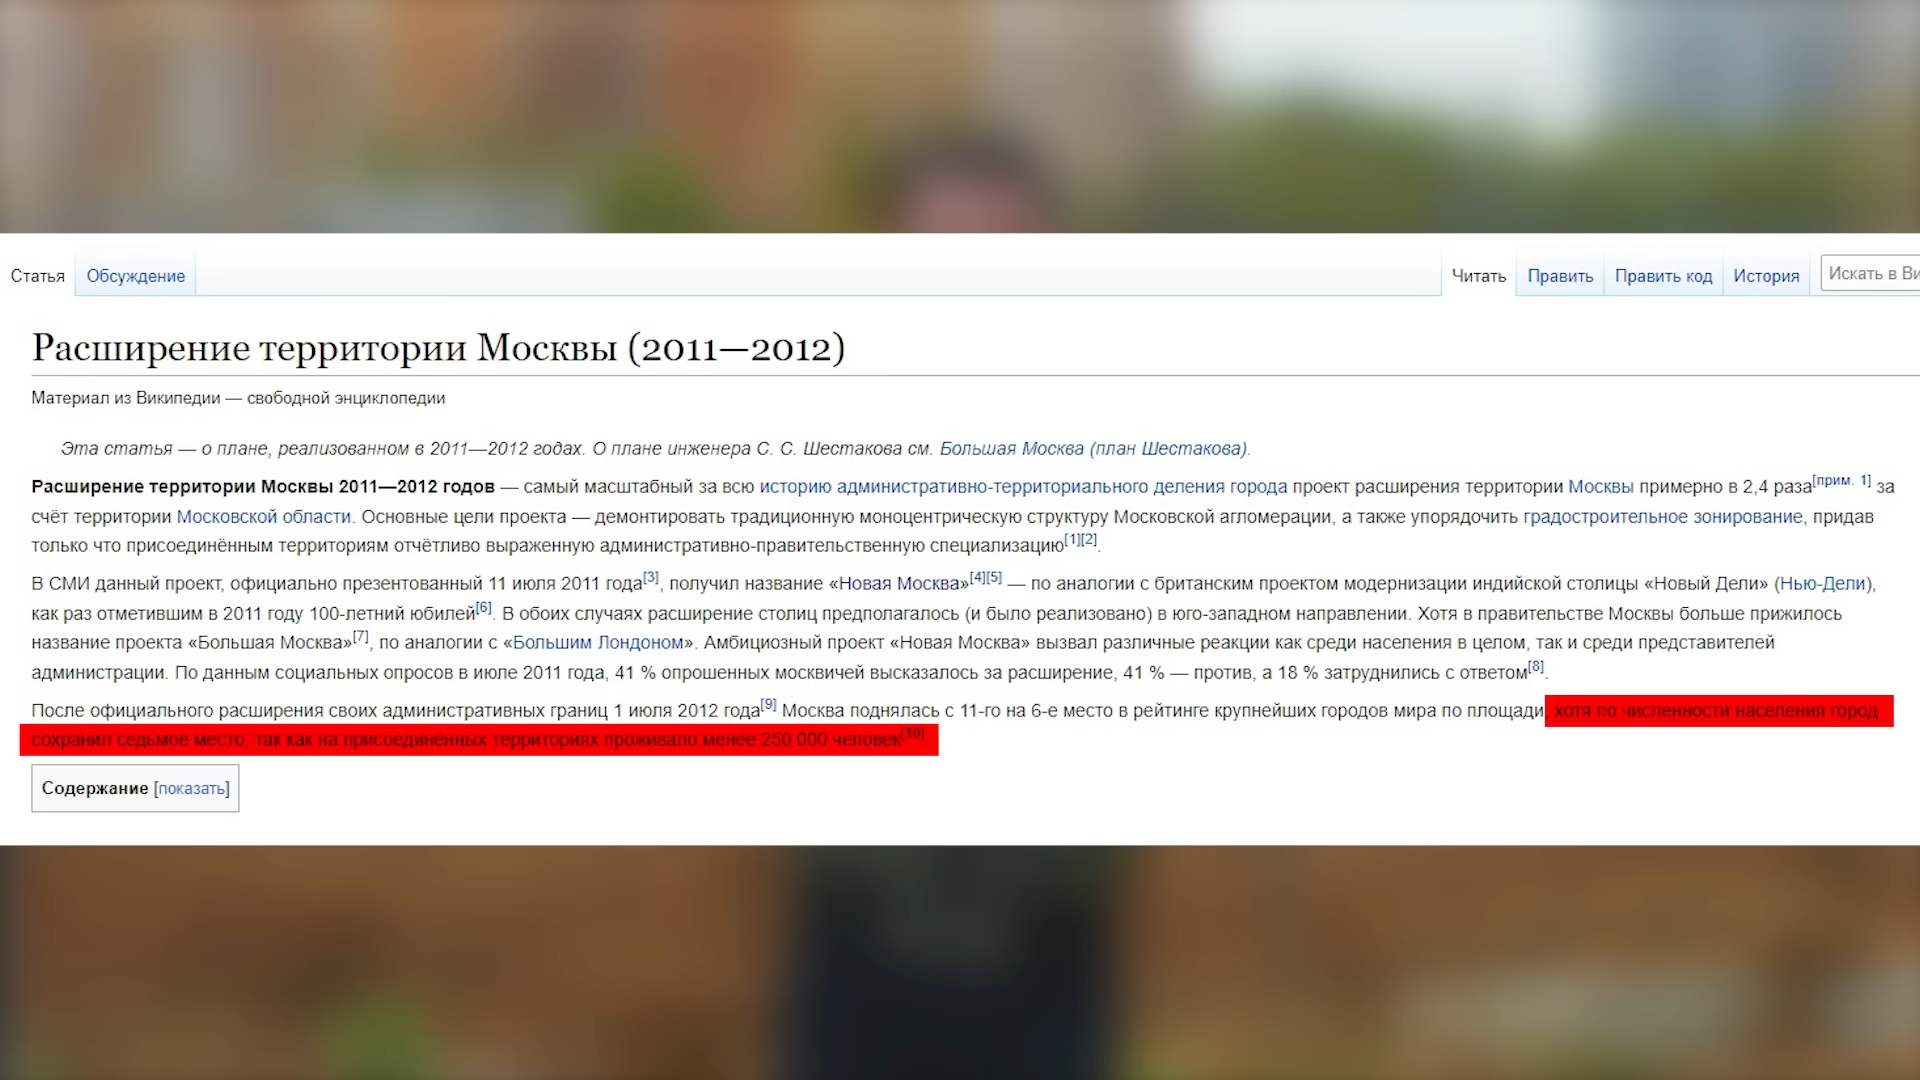 Статья Обсуждение Читать Править Править код История Искать в Ви
Расширение территории Москвы (2011—2012)
Материал из Википедии — свободной энциклопедии
Эта статья — о плане, реализованном в 2011—2012 годах. О плане инженера С. С. Шестакова см. Большая Москва (план Шестакова).
Расширение территории Москвы 2011—2012 годов — самый масштабный за всю историю административно-территориального деления города проект расширения территории Москвы примерно в 2,4 раза[прим. 1] за
счёт территории Московской области. Основные цели проекта — демонтировать традиционную моноцентрическую структуру Московской агломерации, а также упорядочить градостроительное зонирование, придав
только что присоединённым территориям отчётливо выраженную административно-правительственную специализацию[1][2].
В СМИ данный проект, официально презентованный 11 июля 2011 года[3], получил название «Новая Москва»[4][5] — по аналогии с британским проектом модернизации индийской столицы «Новый Дели» (Нью-Дели),
как раз отметившим в 2011 году 100-летний юбилей[6]. В обоих случаях расширение столиц предполагалось (и было реализовано) в юго-западном направлении. Хотя в правительстве Москвы больше прижилось
название проекта «Большая Москва»[7], по аналогии с «Большим Лондоном». Амбициозный проект «Новая Москва» вызвал различные реакции как среди населения в целом, так и среди представителей
администрации. По данным социальных опросов в июле 2011 года, 41 % опрошенных москвичей высказалось за расширение, 41 % — против, а 18 % затруднились с ответом[8].
После официального расширения своих административных границ 1 июля 2012 года[9] Москва поднялась с 11-го на 6-е место в рейтинге крупнейших городов мира по площади, хотя по численности населения город
сохранил седьмое место, так как на присоединённых территориях проживало менее 250 000 человек[10].
Содержание [показать]